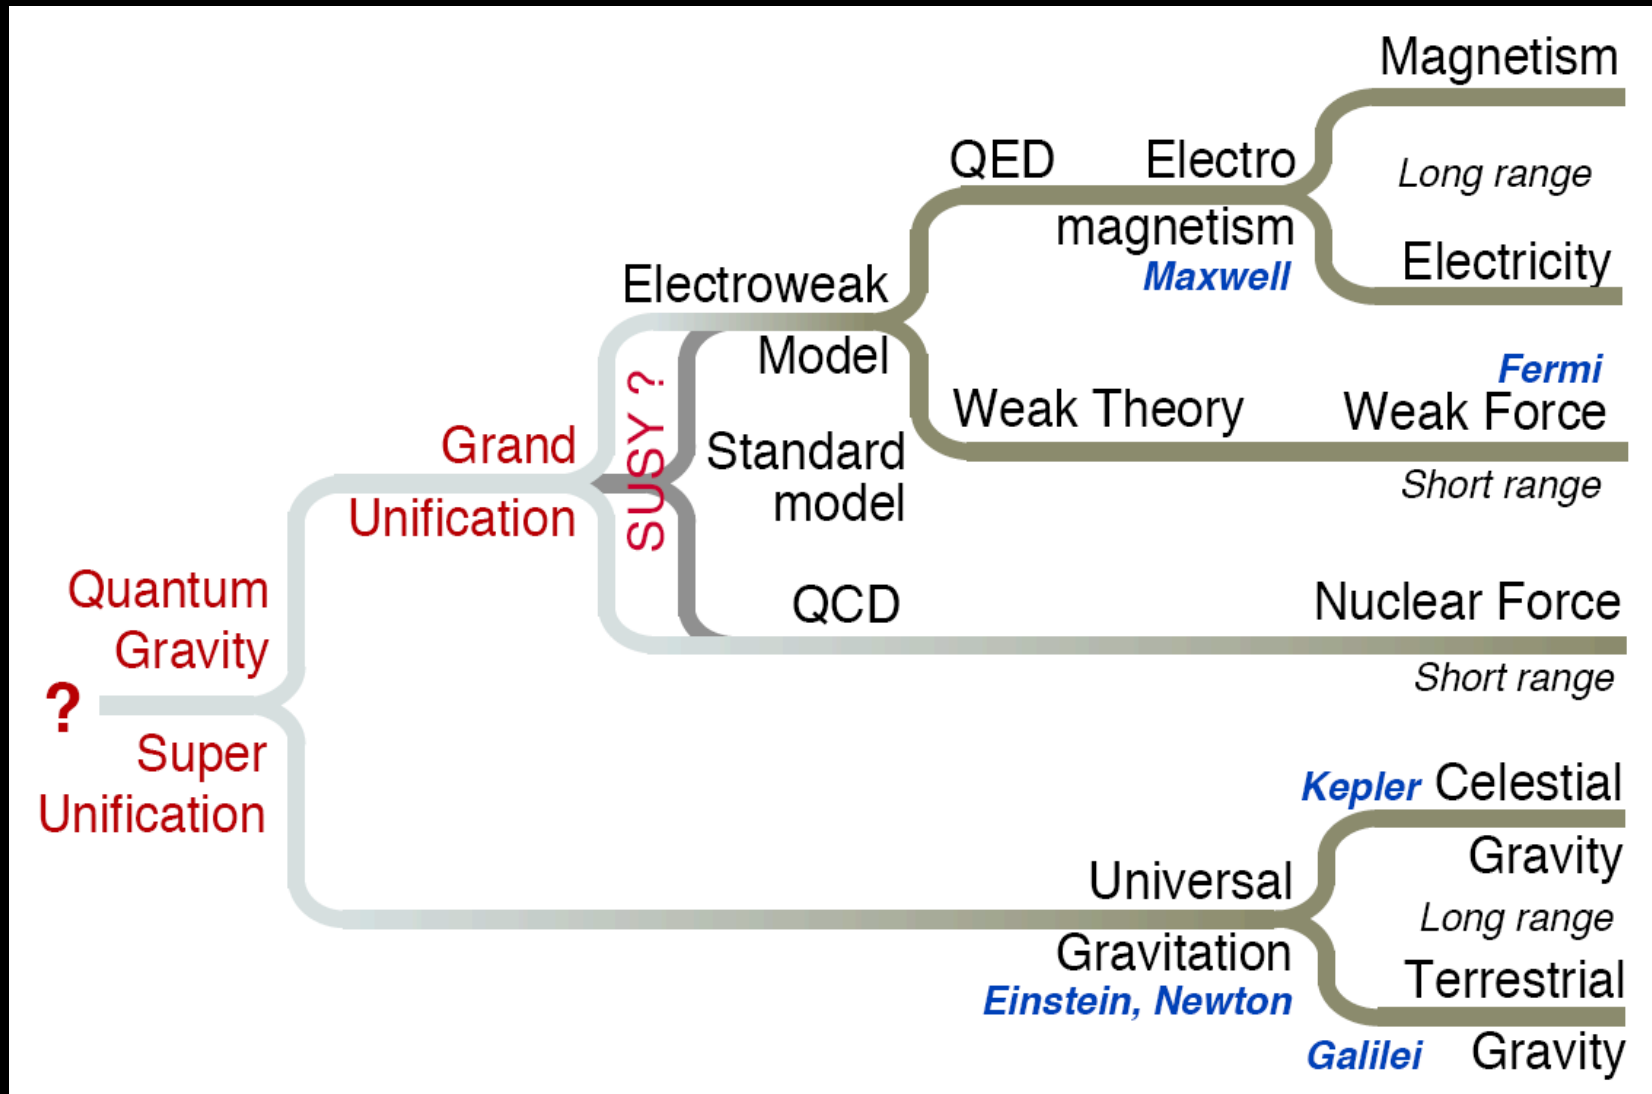 Magnetism
QED
Electro
magnetism
Maxwell
Long range
Electricity
Electroweak
Model
Fermi
Weak Theory
Weak Force
Short range
Grand
Unification
SUSY ?
Standard
model
QCD
Nuclear Force
Short range
Quantum
Gravity
?
Super
Unification
Kepler Celestial
Gravity
Long range
Universal
Gravitation
Einstein, Newton
Terrestrial
Galilei Gravity